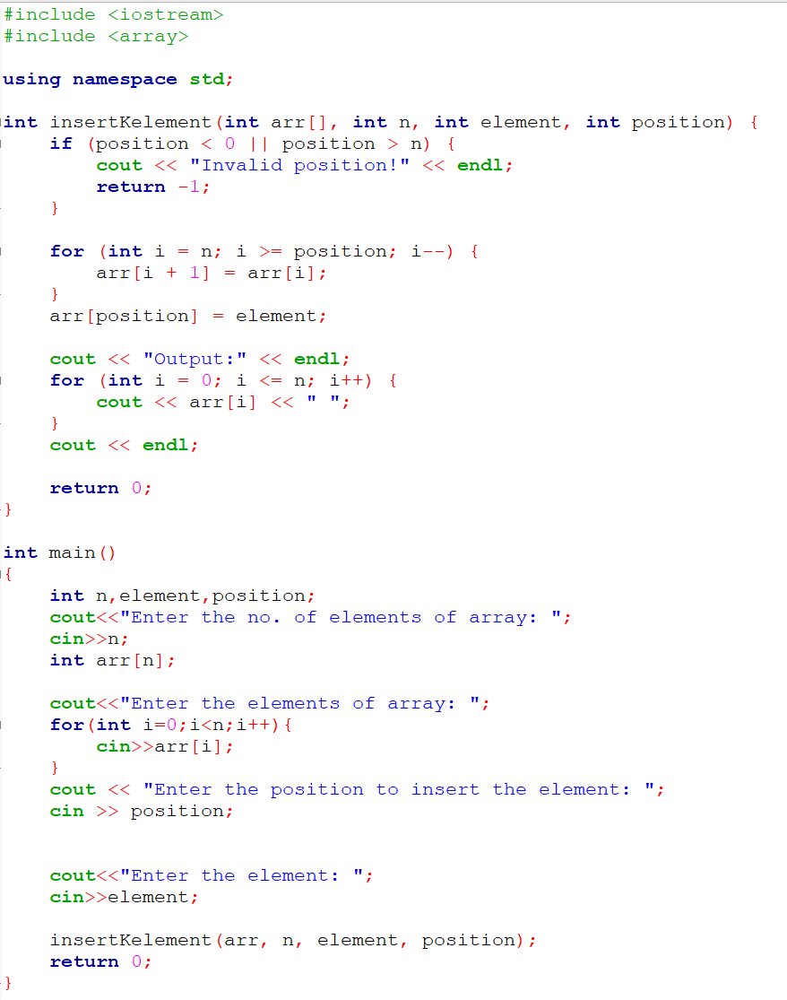 #include <iostream>
#include <array>
using namespace std;
int insertKelement(int arr[], int n, int element, int position) {
if (position < 0 || position > n) {
cout << "Invalid position!" << endl;
return -1;
}
for (int i = n; i >= position; i--) {
arr[i + 1] = arr[i];
}
arr[position] = element;
cout << "Output:" << endl;
for (int i = 0; i <= n; i++) {
cout << arr[i] << " ";
}
cout << endl;
return 0;
}
int main()
{
int n,element,position;
cout<<"Enter the no. of elements of array: ";
cin>>n;
int arr[n];
cout<<"Enter the elements of array: ";
for(int i=0;i<n;i++){
cin>>arr[i];
}
cout << "Enter the position to insert the element: ";
cin >> position;
cout<<"Enter the element: ";
cin>>element;
insertKelement(arr, n, element, position);
return 0;
}